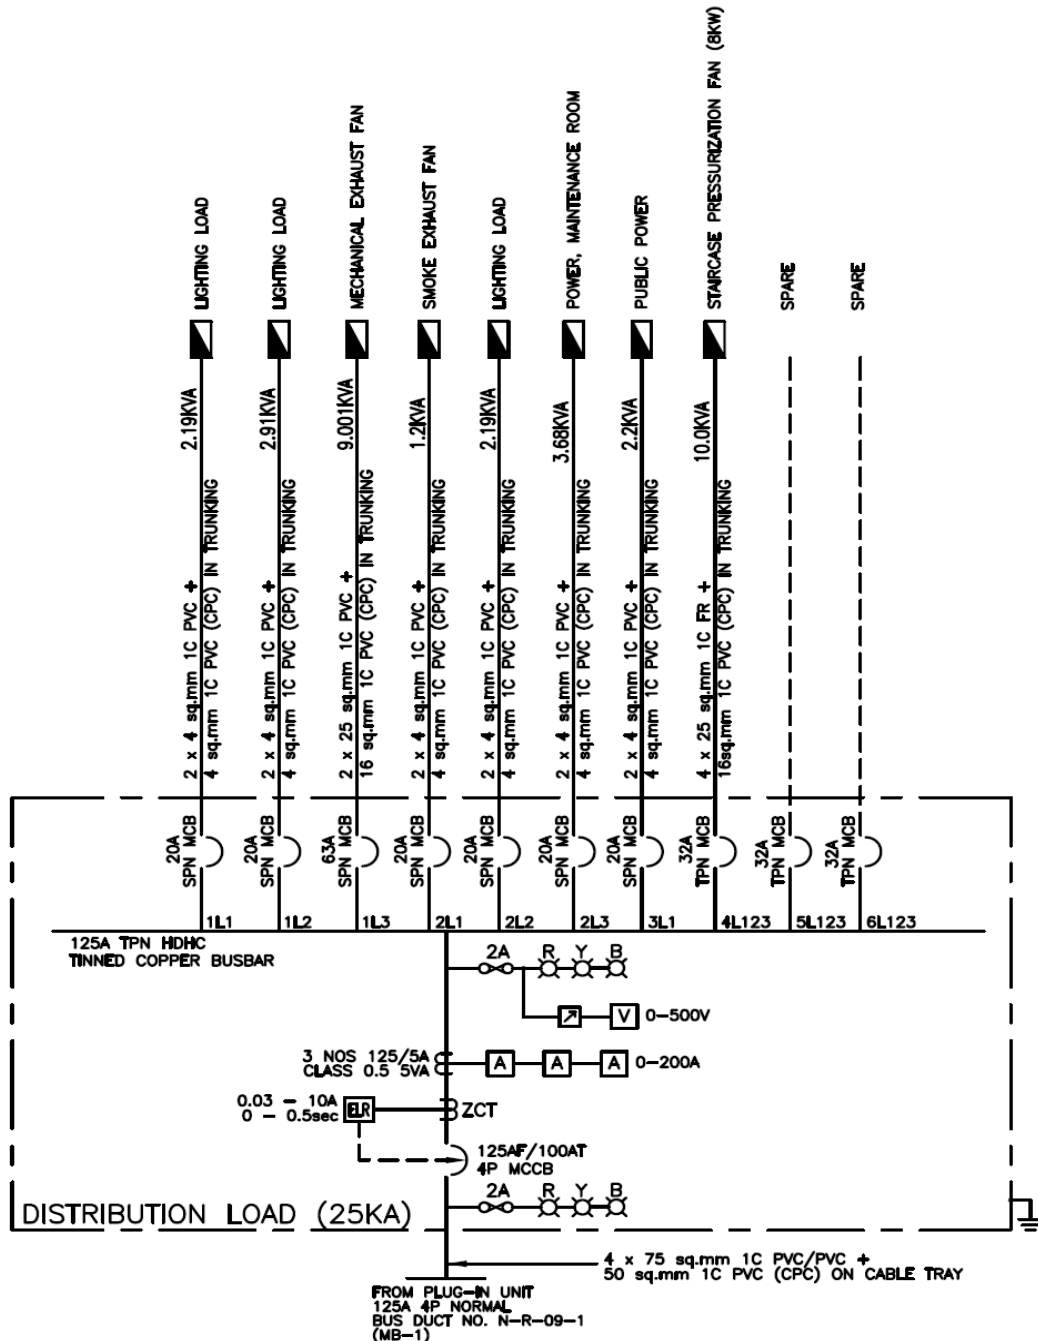 LIGHTING LOAD
LIGHTING LOAD
MECHANICAL EXHAUST FAN
SMOKE EXHAUST FAN
LIGHTING LOAD
POWER, MAINTENANCE ROOM
PUBLIC POWER
STAIRCASE PRESSURIZATION FAN (8KW)
SPARE
SPARE
2.19KVA
2.91KVA
9.001KVA
1.2KVA
2.19KVA
3.68KVA
2.2KVA
10.0KVA
2 x 4 sq.mm 1C PVC +
4 sq.mm 1C PVC (CPC) IN TRUNKING
2 x 4 sq.mm 1C PVC +
4 sq.mm 1C PVC (CPC) IN TRUNKING
2 x 25 sq.mm 1C PVC +
16 sq.mm 1C PVC (CPC) IN TRUNKING
2 x 4 sq.mm 1C PVC +
4 sq.mm 1C PVC (CPC) IN TRUNKING
2 x 4 sq.mm 1C PVC +
4 sq.mm 1C PVC (CPC) IN TRUNKING
2 x 4 sq.mm 1C PVC +
4 sq.mm 1C PVC (CPC) IN TRUNKING
2 x 4 sq.mm 1C PVC +
4 sq.mm 1C PVC (CPC) IN TRUNKING
4 x 25 sq.mm 1C FR +
16sq.mm 1C PVC (CPC) IN TRUNKING
20A
SPN MCB
20A
SPN MCB
63A
SPN MCB
20A
SPN MCB
20A
SPN MCB
20A
SPN MCB
20A
SPN MCB
32A
TPN MCB
32A
TPN MCB
32A
TPN MCB
1L1
1L2
1L3
2L1
2L2
2L3
3L1
4L123
5L123
6L123
125A TPN HDHC
TINNED COPPER BUSBAR
2A R Y B
V 0-500V
3 NOS 125/5A
CLASS 0.5 5VA
A A A 0-200A
0.03 - 10A
0 - 0.5sec
ELR
ZCT
125AF/100AT
4P MCCB
2A R Y B
DISTRIBUTION LOAD (25KA)
4 x 75 sq.mm 1C PVC/PVC +
50 sq.mm 1C PVC (CPC) ON CABLE TRAY
FROM PLUG-IN UNIT
125A 4P NORMAL
BUS DUCT NO. N-R-09-1
(MB-1)